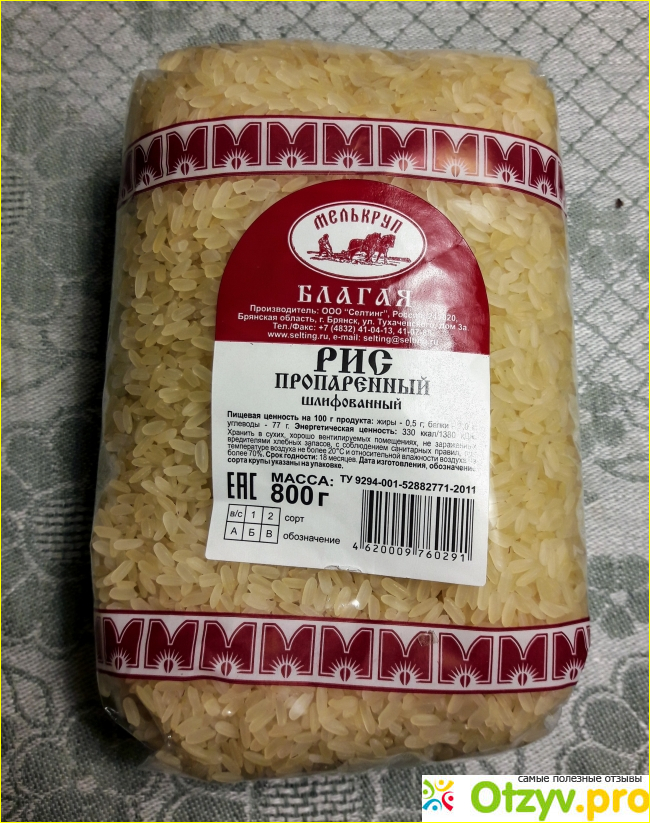 МЕЛЬКРУП
БЛАГАЯ
Производитель: ООО "Селтинг", Россия,
Брянская область, г. Брянск, ул. Тухачевского, дом 3а
Тел./Факс: +7 (4832) 41-04-13,
www.selting.ru, e-mail: selting@selting.ru
РИС
ПРОПАРЕННЫЙ
ШЛИФОВАННЫЙ
Пищевая ценность на 100 г продукта: жиры - 0,5 г; белки -
углеводы - 77 г. Энергетическая ценность: 330 ккал/1380
Хранить в сухих, хорошо вентилируемых помещениях, не зараженных
вредителями хлебных запасов, с соблюдением санитарных правил, при
температуре воздуха не более 20°С и относительной влажности воздуха не
более 70%. Срок годности: 18 месяцев. Дата изготовления, обозначение
сорта крупы указаны на упаковке.
ЕАС МАССА: ТУ 9294-001-52882771-2011
800 г
в/с 1 2 сорт
А Б В обозначение
4 620009 760291
самые полезные отзывы
Otzyv.pro